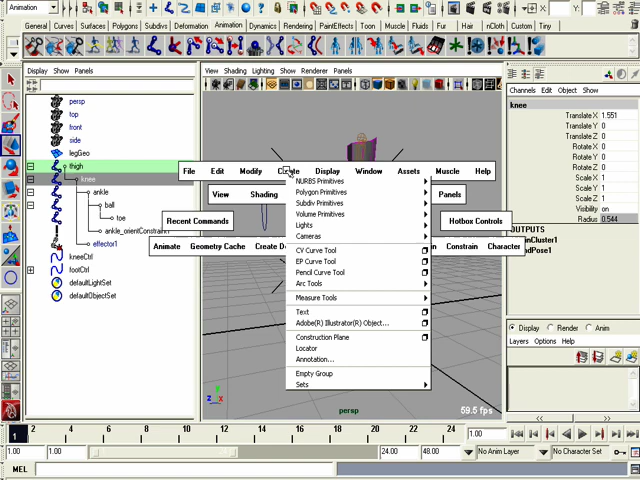 Animation
General Curves Surfaces Polygons Subdivs Deformation Animation Dynamics Rendering PaintEffects Toon Muscle Fluids Fur Hair nCloth Custom Tiny
Display Show Panels
View Shading Lighting Show Renderer Panels
Channels Edit Object Show
persp
top
front
side
legGeo
thigh
knee
ankle
ball
toe
effector1
kneeCtrl
footCtrl
defaultLightSet
defaultObjectSet
File Edit Modify Create Display Window Assets Muscle Help
View Shading Panels
Recent Commands Hotbox Controls
Animate Geometry Cache Constrain Character
NURBS Primitives
Polygon Primitives
Subdiv Primitives
Volume Primitives
Lights
Cameras
CV Curve Tool
EP Curve Tool
Pencil Curve Tool
Arc Tools
Measure Tools
Text
Adobe(R) Illustrator(R) Object...
Construction Plane
Locator
Annotation...
Empty Group
Sets
persp
59.5 fps
z x
knee
Translate X 1.551
Translate Y 0
Translate Z 0
Rotate X 0
Rotate Y 0
Rotate Z 0
Scale X 1
Scale Y 1
Scale Z 1
Visibility on
Radius 0.544
OUTPUTS
Display Render Anim
Layers Options Help
2 4 6 8 10 12 14 16 18 20 22 24
1
1.00
1.00 1.00 24.00 48.00 No Anim Layer No Character Set
MEL